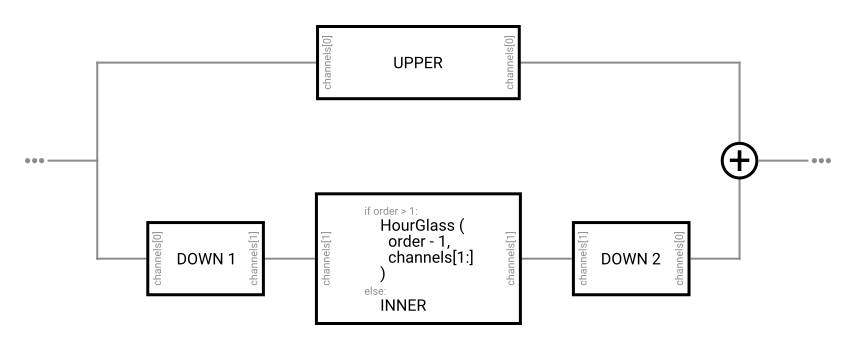 channels[0]
UPPER
channels[0]
channels[0]
DOWN 1
channels[1]
channels[1]
if order > 1:
HourGlass (
order - 1,
channels[1:]
)
else:
INNER
channels[1]
channels[1]
DOWN 2
channels[0]